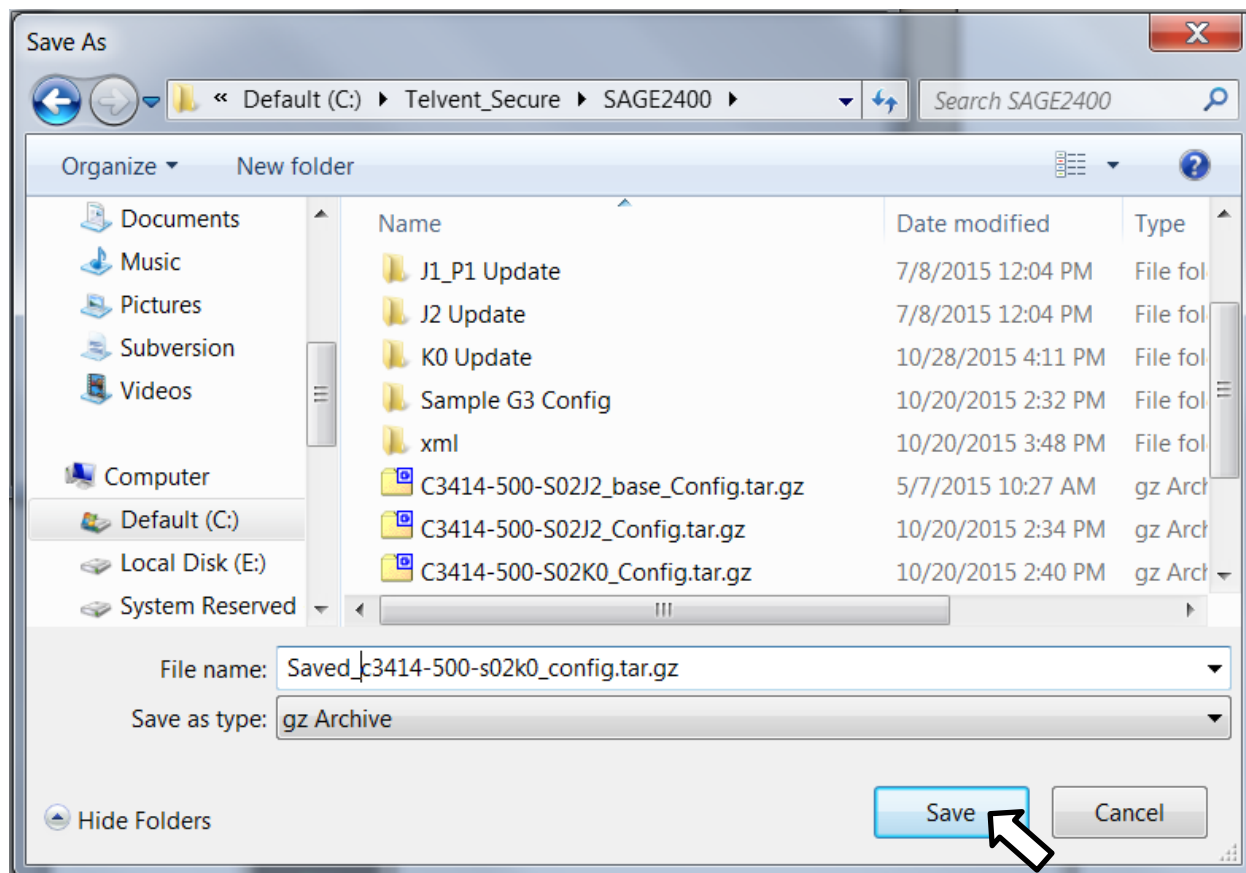 Save As
« Default (C:) Telvent_Secure SAGE2400 Search SAGE2400
Organize New folder
Documents
Music
Pictures
Subversion
Videos
Computer
Default (C:)
Local Disk (E:)
System Reserved
Name Date modified Type
J1_P1 Update 7/8/2015 12:04 PM File fol
J2 Update 7/8/2015 12:04 PM File fol
K0 Update 10/28/2015 4:11 PM File fol
Sample G3 Config 10/20/2015 2:32 PM File fol
xml 10/20/2015 3:48 PM File fol
C3414-500-S02J2_base_Config.tar.gz 5/7/2015 10:27 AM gz Arch
C3414-500-S02J2_Config.tar.gz 10/20/2015 2:34 PM gz Arch
C3414-500-S02K0_Config.tar.gz 10/20/2015 2:40 PM gz Arch
File name: Saved_c3414-500-s02k0_config.tar.gz
Save as type: gz Archive
Hide Folders Save Cancel